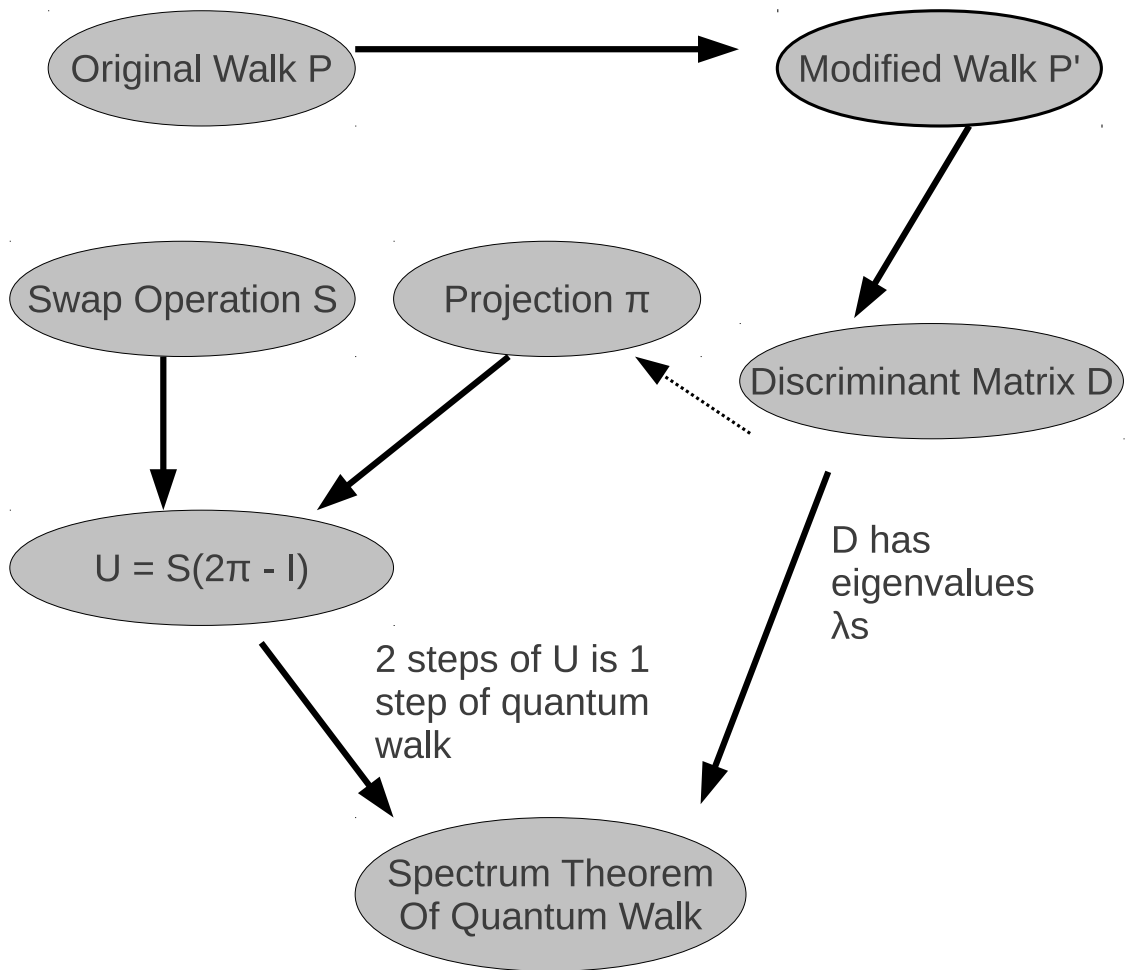 Original Walk P
Modified Walk P'
Swap Operation S
Projection π
Discriminant Matrix D
U = S(2π - I)
D has
eigenvalues
λs
2 steps of U is 1
step of quantum
walk
Spectrum Theorem
Of Quantum Walk